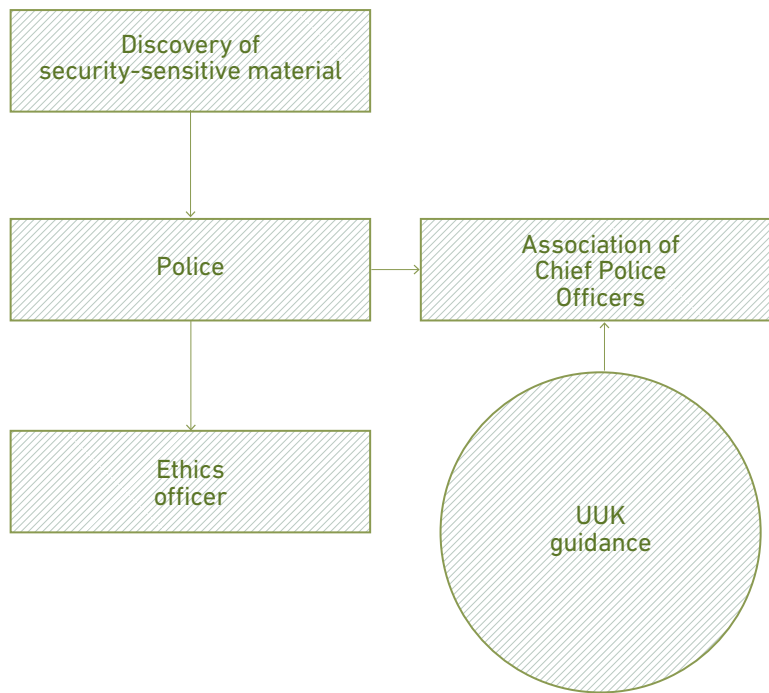 Discovery of
security-sensitive material
Police
Association of
Chief Police
Officers
Ethics
officer
UUK
guidance